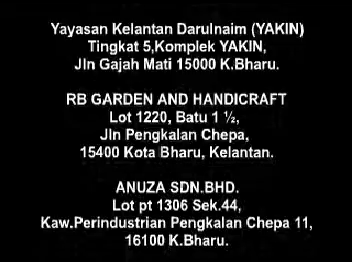 Yayasan Kelantan Darulnaim (YAKIN)
Tingkat 5,Komplek YAKIN,
Jln Gajah Mati 15000 K.Bharu.
RB GARDEN AND HANDICRAFT
Lot 1220, Batu 1 ½,
Jln Pengkalan Chepa,
15400 Kota Bharu, Kelantan.
ANUZA SDN.BHD.
Lot pt 1306 Sek.44,
Kaw.Perindustrian Pengkalan Chepa 11,
16100 K.Bharu.